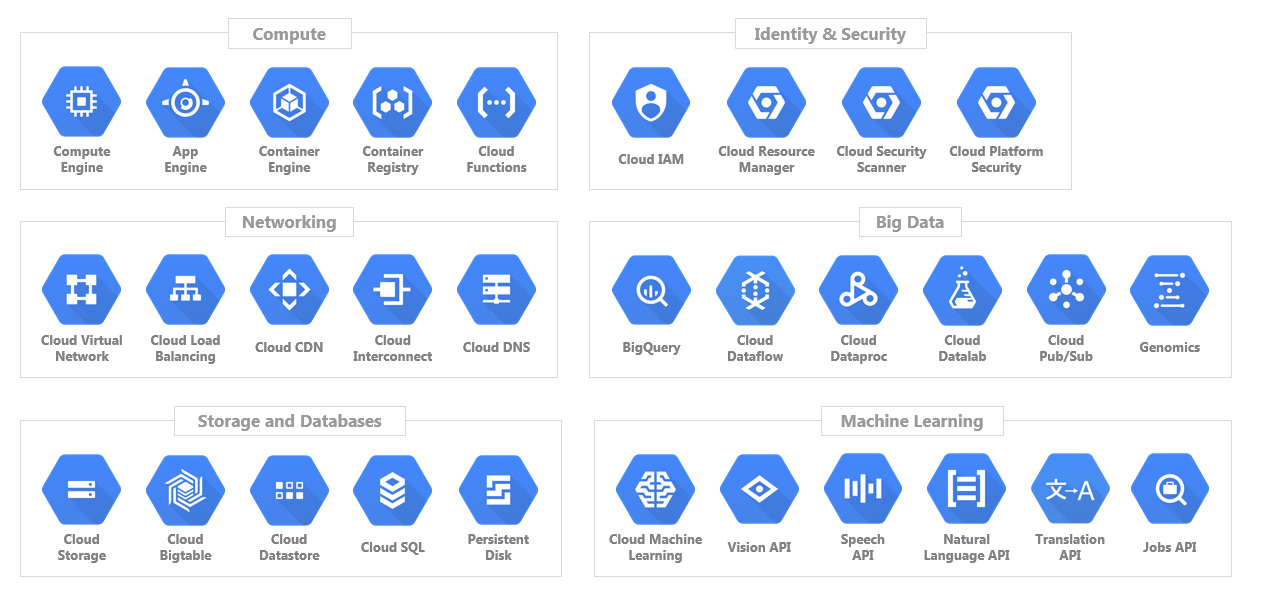 Compute
Compute
Engine
App
Engine
Container
Engine
Container
Registry
Cloud
Functions
Identity & Security
Cloud IAM
Cloud Resource
Manager
Cloud Security
Scanner
Cloud Platform
Security
Networking
Cloud Virtual
Network
Cloud Load
Balancing
Cloud CDN
Cloud
Interconnect
Cloud DNS
Big Data
BigQuery
Cloud
Dataflow
Cloud
Dataproc
Cloud
Datalab
Cloud
Pub/Sub
Genomics
Storage and Databases
Cloud
Storage
Cloud
Bigtable
Cloud
Datastore
Cloud SQL
Persistent
Disk
Machine Learning
Cloud Machine
Learning
Vision API
Speech
API
Natural
Language API
文→A
Translation
API
Jobs API